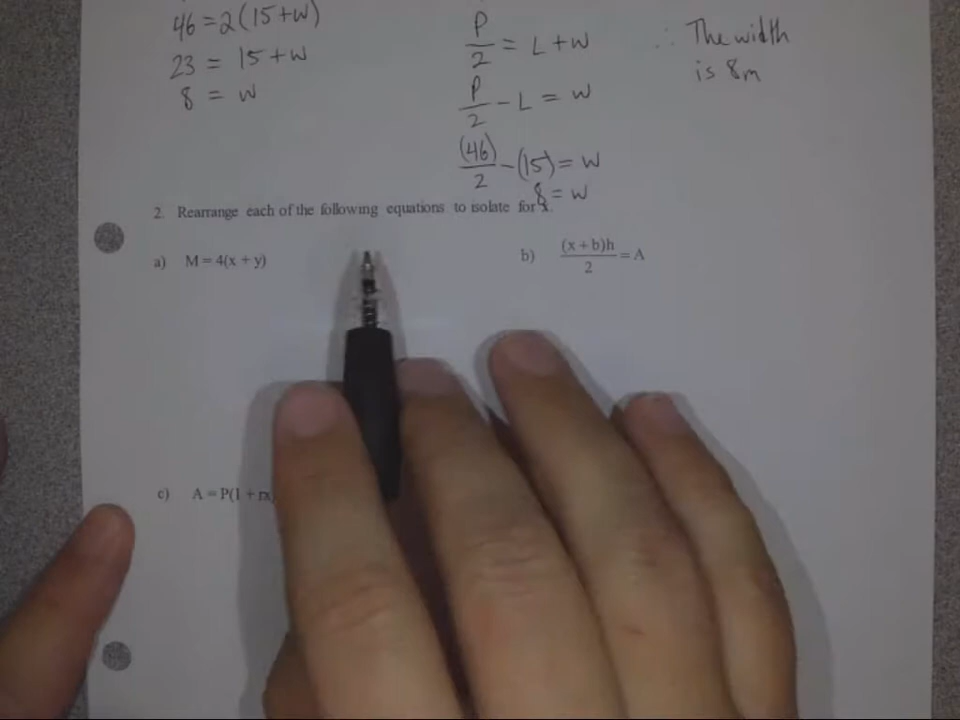 46 = 2(15+w)
23 = 15+w
8 = w
P/2 = L+w
P/2 - L = w
(46)/2 - (15) = w
8 = w
∴ The width
is 8m
2. Rearrange each of the following equations to isolate for x.
a) M = 4(x + y)
b) (x + b)h/2 = A
c) A = P(1 + rx)